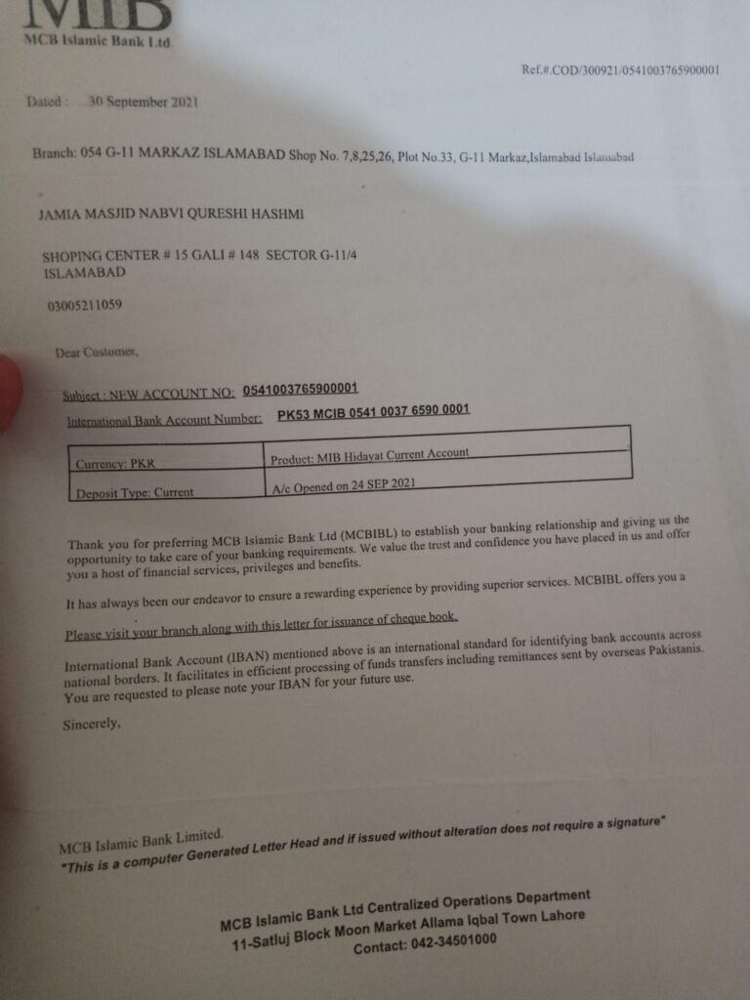 MIB
MCB Islamic Bank Ltd.
Ref.#.COD/300921/0541003765900001
Dated : 30 September 2021
Branch: 054 G-11 MARKAZ ISLAMABAD Shop No. 7,8,25,26, Plot No.33, G-11 Markaz,Islamabad Islamabad
JAMIA MASJID NABVI QURESHI HASHMI
SHOPING CENTER # 15 GALI # 148 SECTOR G-11/4
ISLAMABAD
03005211059
Dear Customer,
Subject : NEW ACCOUNT NO: 0541003765900001
International Bank Account Number: PK53 MCIB 0541 0037 6590 0001
Currency: PKR Product: MIB Hidayat Current Account
Deposit Type: Current A/c Opened on 24 SEP 2021
Thank you for preferring MCB Islamic Bank Ltd (MCBIBL) to establish your banking relationship and giving us the
opportunity to take care of your banking requirements. We value the trust and confidence you have placed in us and offer
you a host of financial services, privileges and benefits.
It has always been our endeavor to ensure a rewarding experience by providing superior services. MCBIBL offers you a
Please visit your branch along with this letter for issuance of cheque book.
International Bank Account (IBAN) mentioned above is an international standard for identifying bank accounts across
national borders. It facilitates in efficient processing of funds transfers including remittances sent by overseas Pakistanis.
You are requested to please note your IBAN for your future use.
Sincerely,
MCB Islamic Bank Limited.
"This is a computer Generated Letter Head and if issued without alteration does not require a signature"
MCB Islamic Bank Ltd Centralized Operations Department
11-Satluj Block Moon Market Allama Iqbal Town Lahore
Contact: 042-34501000